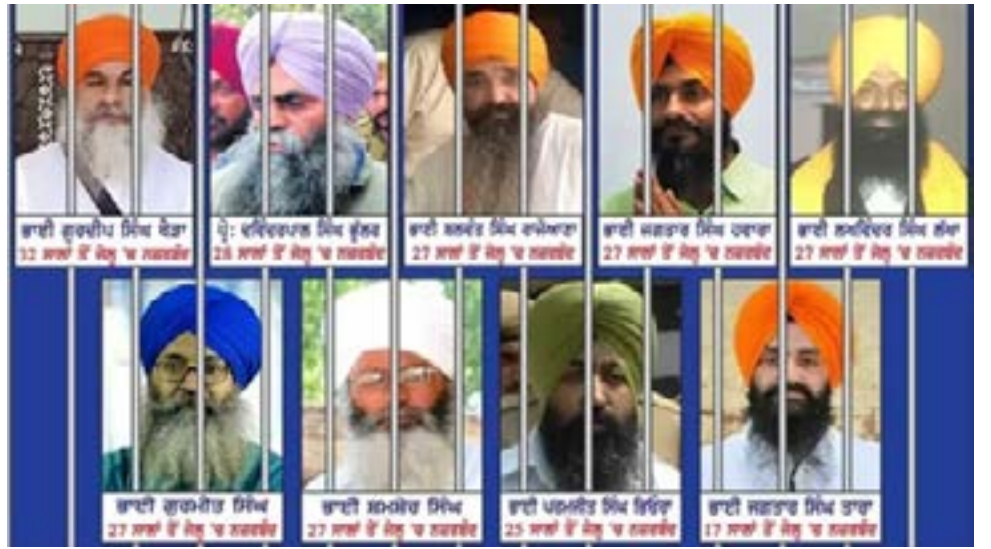 ਭਾਈ ਗੁਰਦੀਪ ਸਿੰਘ ਖੇੜਾ
32 ਸਾਲਾਂ ਤੋਂ ਜੇਲ੍ਹ 'ਚ ਨਜ਼ਰਬੰਦ
ਪ੍ਰੋ: ਦਵਿੰਦਰਪਾਲ ਸਿੰਘ ਭੁੱਲਰ
28 ਸਾਲਾਂ ਤੋਂ ਜੇਲ੍ਹ 'ਚ ਨਜ਼ਰਬੰਦ
ਭਾਈ ਬਲਵੰਤ ਸਿੰਘ ਰਾਜੋਆਣਾ
27 ਸਾਲਾਂ ਤੋਂ ਜੇਲ੍ਹ 'ਚ ਨਜ਼ਰਬੰਦ
ਭਾਈ ਜਗਤਾਰ ਸਿੰਘ ਹਵਾਰਾ
27 ਸਾਲਾਂ ਤੋਂ ਜੇਲ੍ਹ 'ਚ ਨਜ਼ਰਬੰਦ
ਭਾਈ ਲਖਵਿੰਦਰ ਸਿੰਘ ਲੱਖਾ
27 ਸਾਲਾਂ ਤੋਂ ਜੇਲ੍ਹ 'ਚ ਨਜ਼ਰਬੰਦ
ਭਾਈ ਗੁਰਮੀਤ ਸਿੰਘ
27 ਸਾਲਾਂ ਤੋਂ ਜੇਲ੍ਹ 'ਚ ਨਜ਼ਰਬੰਦ
ਭਾਈ ਸ਼ਮਸ਼ੇਰ ਸਿੰਘ
27 ਸਾਲਾਂ ਤੋਂ ਜੇਲ੍ਹ 'ਚ ਨਜ਼ਰਬੰਦ
ਭਾਈ ਪਰਮਜੀਤ ਸਿੰਘ ਭਿਓਰਾ
25 ਸਾਲਾਂ ਤੋਂ ਜੇਲ੍ਹ 'ਚ ਨਜ਼ਰਬੰਦ
ਭਾਈ ਜਗਤਾਰ ਸਿੰਘ ਤਾਰਾ
17 ਸਾਲਾਂ ਤੋਂ ਜੇਲ੍ਹ 'ਚ ਨਜ਼ਰਬੰਦ